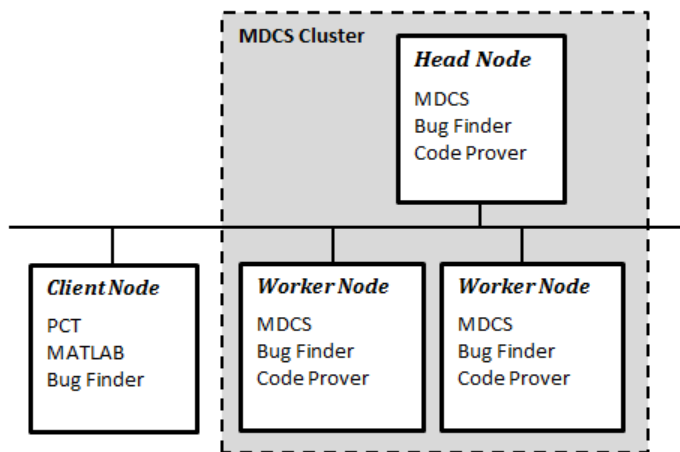 MDCS Cluster
Head Node
MDCS
Bug Finder
Code Prover
Client Node
PCT
MATLAB
Bug Finder
Worker Node
MDCS
Bug Finder
Code Prover
Worker Node
MDCS
Bug Finder
Code Prover